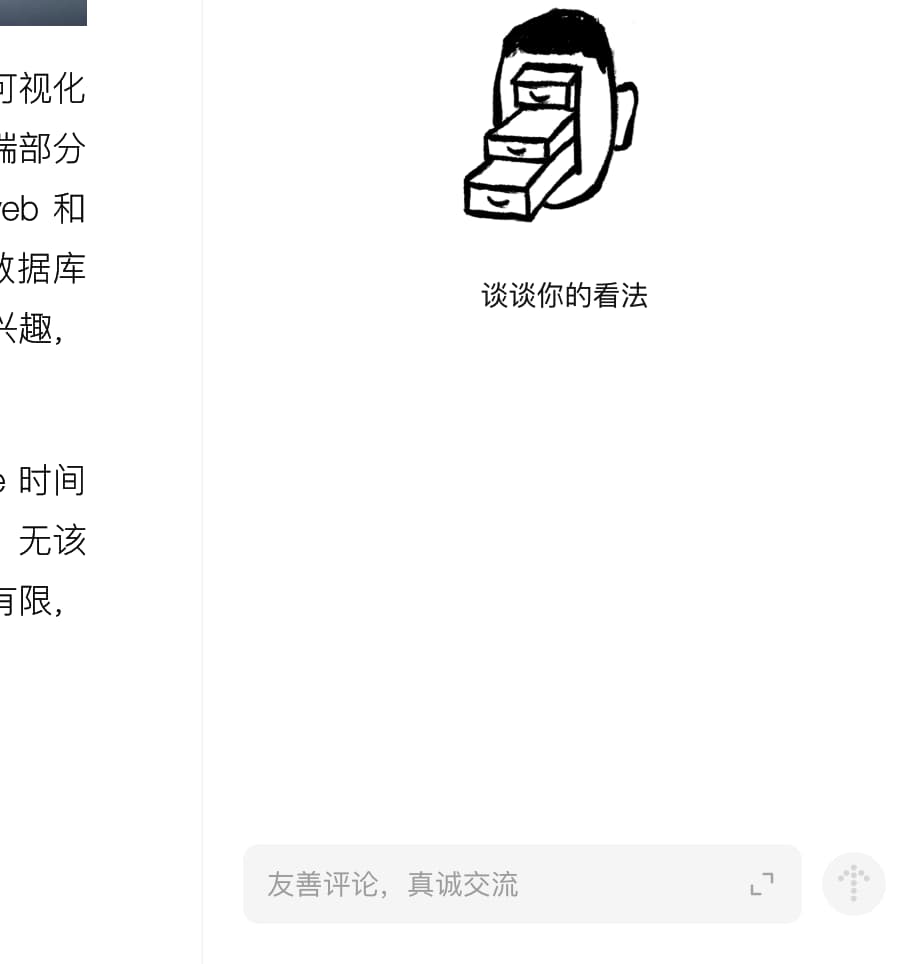 可视化
端部分
web 和
数据库
兴趣，
e 时间
无该
有限，
谈谈你的看法
友善评论，真诚交流